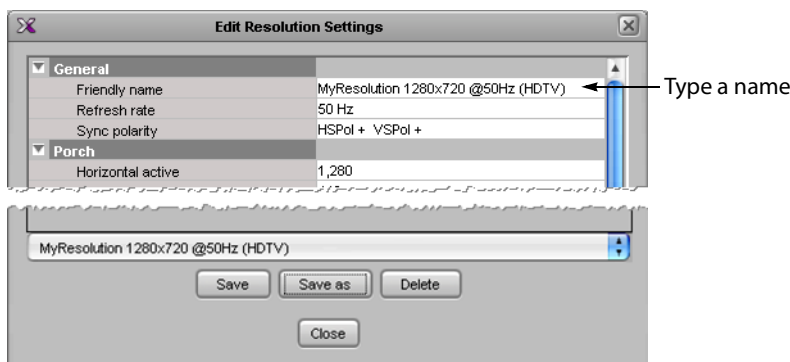 Edit Resolution Settings
General
Friendly name MyResolution 1280x720 @50Hz (HDTV) Type a name
Refresh rate 50 Hz
Sync polarity HSPol + VSPol +
Porch
Horizontal active 1,280
MyResolution 1280x720 @50Hz (HDTV)
Save Save as Delete
Close